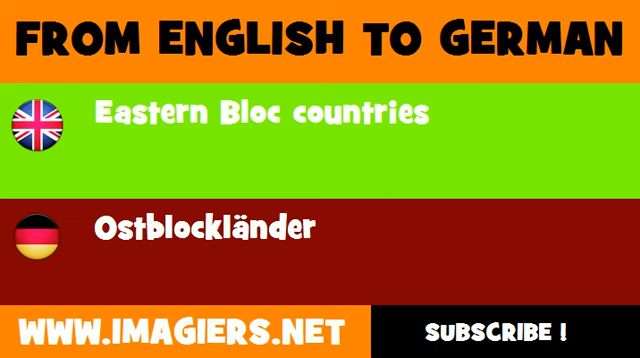 FROM ENGLISH TO GERMAN
Eastern Bloc countries
Ostblockländer
WWW.IMAGIERS.NET
SUBSCRIBE !